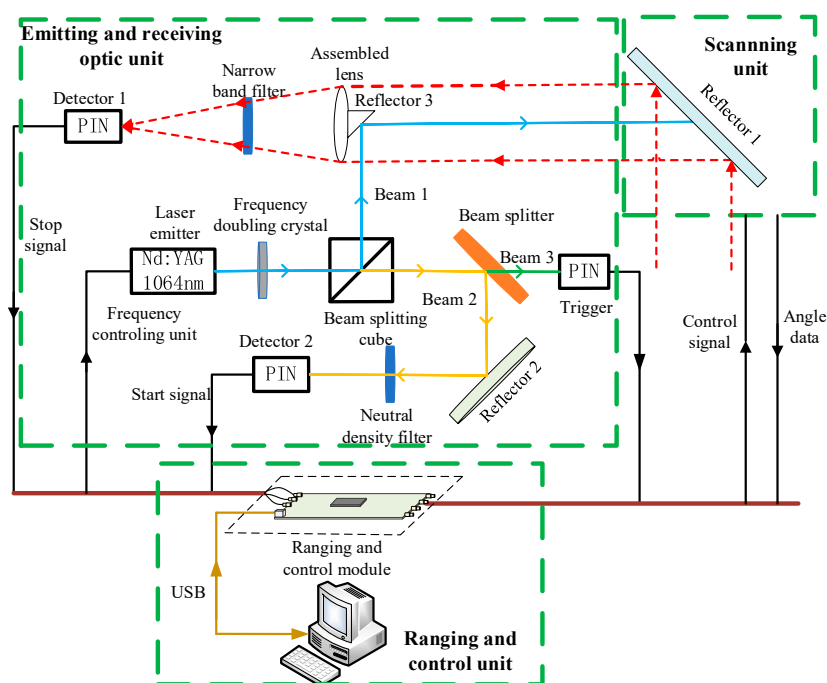 Emitting and receiving
optic unit
Scannning
unit
Assembled
lens
Narrow
band filter
Reflector 3
Detector 1
PIN
Reflector 1
Beam 1
Stop
signal
Laser
emitter
Frequency
doubling crystal
Beam splitter
Nd:YAG
1064nm
Beam 3
PIN
Beam 2
Trigger
Frequency
controling unit
Beam splitting
cube
Control
signal
Angle
data
Detector 2
PIN
Start signal
Reflector 2
Neutral
density filter
Ranging and
control module
USB
Ranging and
control unit